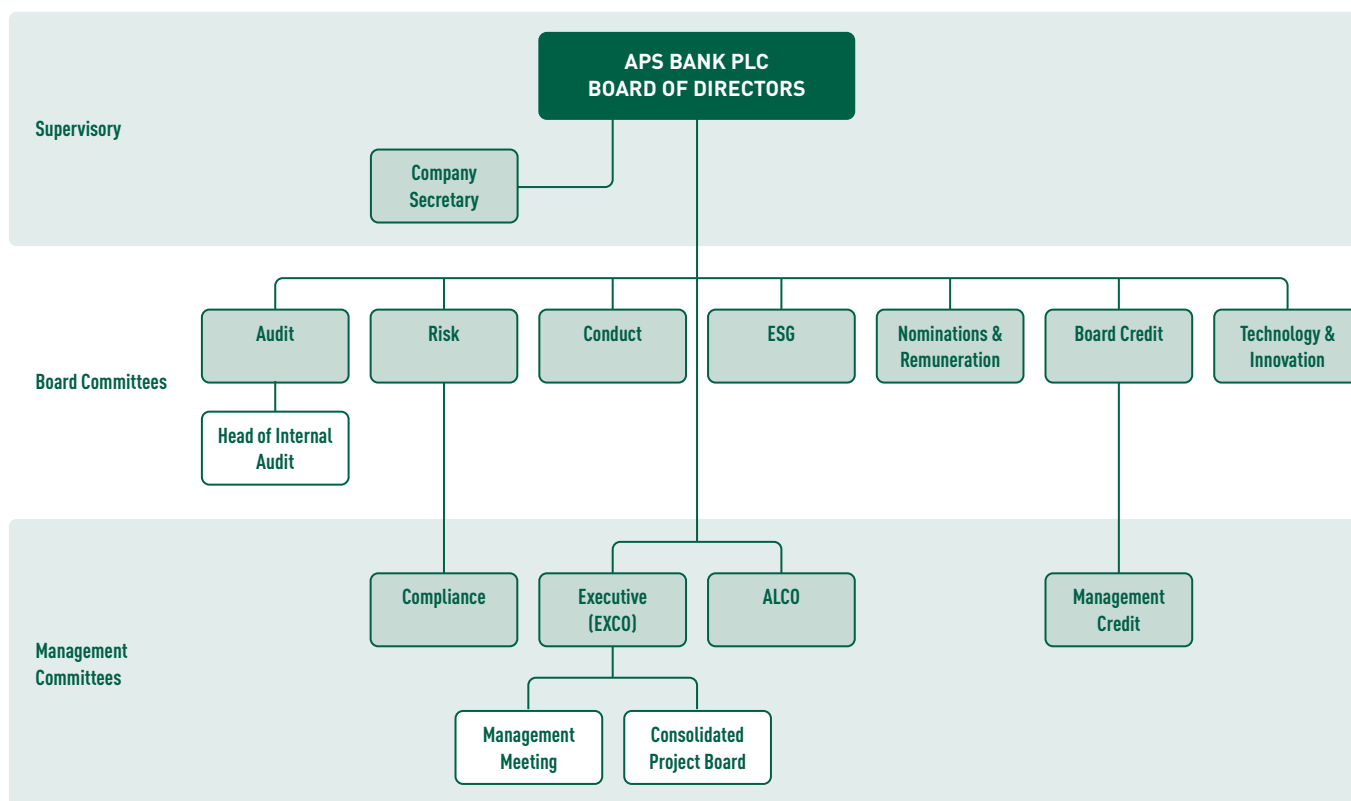 APS BANK PLC
BOARD OF DIRECTORS
Supervisory
Company
Secretary
Audit
Risk
Conduct
ESG
Nominations &
Remuneration
Board Credit
Technology &
Innovation
Board Committees
Head of Internal
Audit
Compliance
Executive
(EXCO)
ALCO
Management
Credit
Management
Committees
Management
Meeting
Consolidated
Project Board